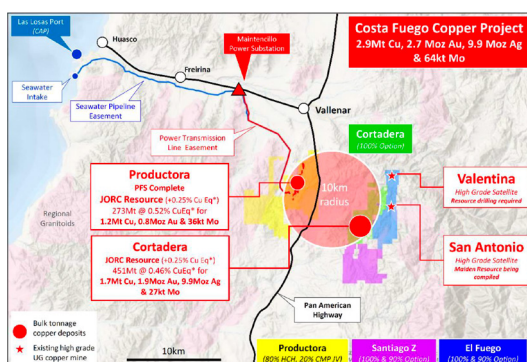 Las Losas Port
(CAP)
Huasco
Maitencillo
Power Substation
Costa Fuego Copper Project
2.9Mt Cu, 2.7 Moz Au, 9.9 Moz Ag
& 64kt Mo
Freirina
Seawater
Intake
Seawater Pipeline
Easement
Vallenar
Power Transmission
Line Easement
Cortadera
(100% Option)
Productora
PFS Complete
JORC Resource (+0.25% Cu Eq*)
273Mt @ 0.52% CuEq* for
1.2Mt Cu, 0.8Moz Au & 36kt Mo
10km
radius
Valentina
High Grade Satellite
Resource drilling required
Regional
Granitoids
Cortadera
JORC Resource (+0.25% Cu Eq*)
451Mt @ 0.46% CuEq* for
1.7Mt Cu, 1.9Moz Au, 9.9Moz Ag
& 27kt Mo
San Antonio
High Grade Satellite
Maiden Resource being
compiled
Pan American
Highway
Bulk tonnage
copper deposits
Existing high grade
UG copper mine
10km
Productora
(80% HCH, 20% CMP JV)
Santiago Z
(100% & 90% Option)
El Fuego
(100% & 90% Option)